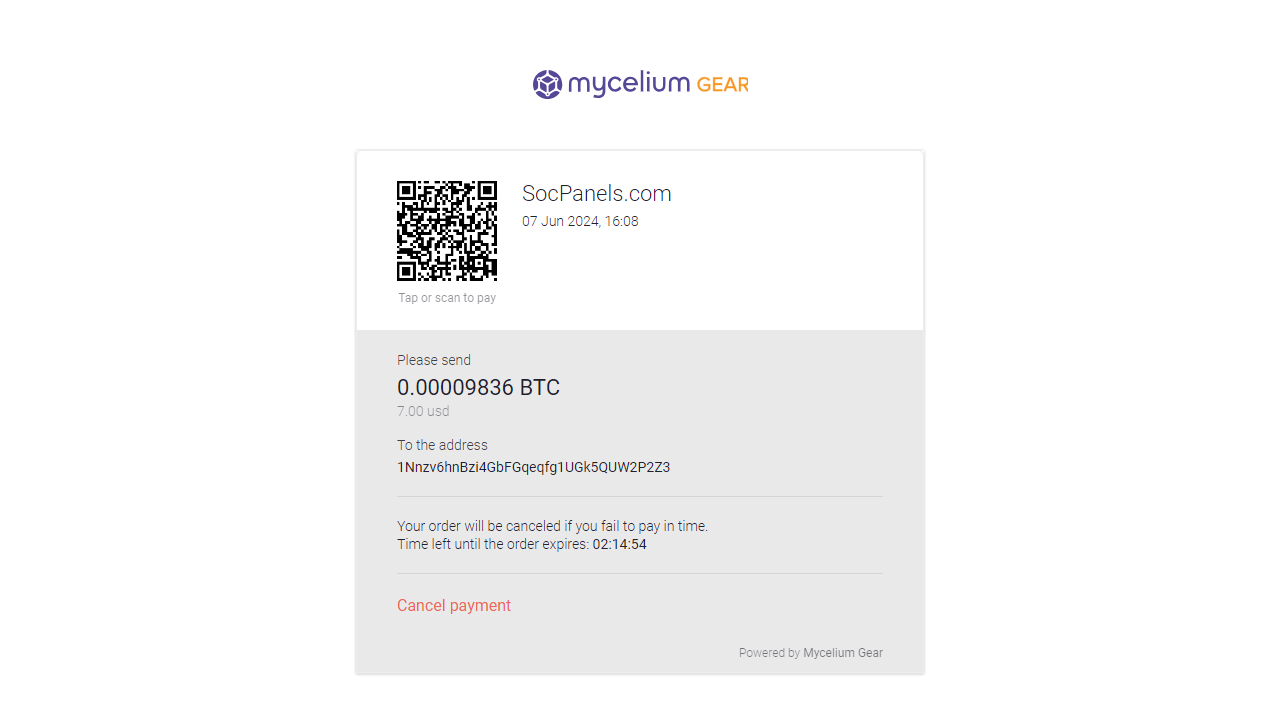 mycelium GEAR
SocPanels.com
07 Jun 2024, 16:08
Tap or scan to pay
Please send
0.00009836 BTC
7.00 usd
To the address
1Nnzv6hnBzi4GbFGqeqfg1UGk5QUW2P2Z3
Your order will be canceled if you fail to pay in time.
Time left until the order expires: 02:14:54
Cancel payment
Powered by Mycelium Gear